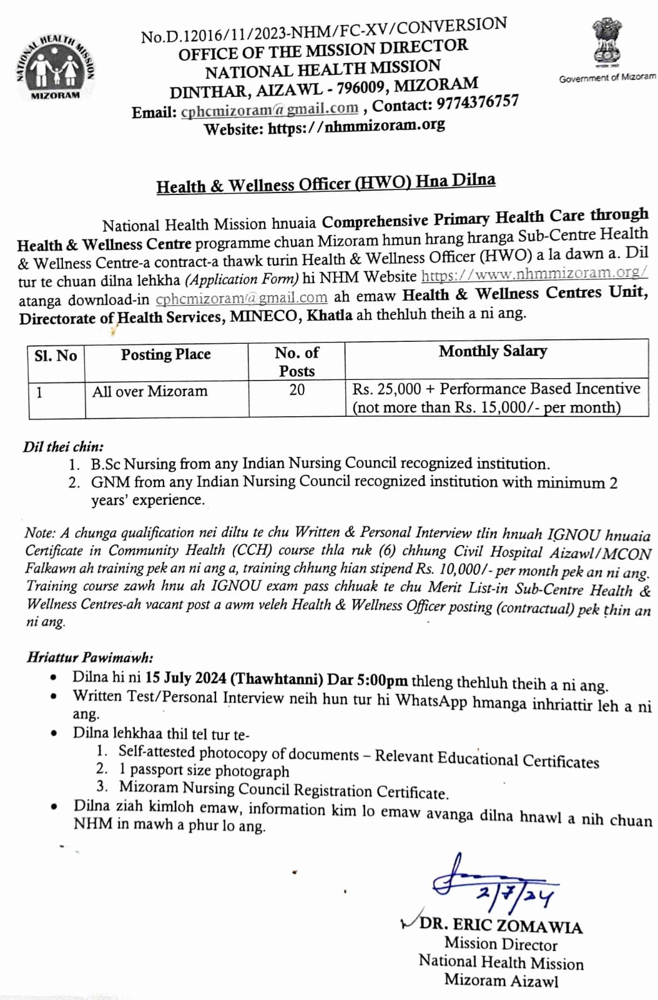 No.D.12016/11/2023-NHM/FC-XV/CONVERSION
OFFICE OF THE MISSION DIRECTOR
NATIONAL HEALTH MISSION
DINTHAR, AIZAWL - 796009, MIZORAM
Email: cphcmizoram@gmail.com , Contact: 9774376757
Website: https://nhmmizoram.org
NATIONAL HEALTH MISSION
MIZORAM
Government of Mizoram
Health & Wellness Officer (HWO) Hna Dilna
National Health Mission hnuaia Comprehensive Primary Health Care through
Health & Wellness Centre programme chuan Mizoram hmun hrang hranga Sub-Centre Health
& Wellness Centre-a contract-a thawk turin Health & Wellness Officer (HWO) a la dawn a. Dil
tur te chuan dilna lehkha (Application Form) hi NHM Website https://www.nhmmizoram.org/
atanga download-in cphcmizoram@gmail.com ah emaw Health & Wellness Centres Unit,
Directorate of Health Services, MINECO, Khatla ah thehluh theih a ni ang.
Sl. No Posting Place No. of Posts Monthly Salary
1 All over Mizoram 20 Rs. 25,000 + Performance Based Incentive
(not more than Rs. 15,000/- per month)
Dil thei chin:
1. B.Sc Nursing from any Indian Nursing Council recognized institution.
2. GNM from any Indian Nursing Council recognized institution with minimum 2
years' experience.
Note: A chunga qualification nei diltu te chu Written & Personal Interview tlin hnuah IGNOU hnuaia
Certificate in Community Health (CCH) course thla ruk (6) chhung Civil Hospital Aizawl/MCON
Falkawn ah training pek an ni ang a, training chhung hian stipend Rs. 10,000/- per month pek an ni ang.
Training course zawh hnu ah IGNOU exam pass chhuak te chu Merit List-in Sub-Centre Health &
Wellness Centres-ah vacant post a awm veleh Health & Wellness Officer posting (contractual) pek ṭhin an
ni ang.
Hriattur Pawimawh:
• Dilna hi ni 15 July 2024 (Thawhtanni) Dar 5:00pm thleng thehluh theih a ni ang.
• Written Test/Personal Interview neih hun tur hi WhatsApp hmanga inhriattir leh a ni
ang.
• Dilna lehkhaa thil tel tur te-
1. Self-attested photocopy of documents – Relevant Educational Certificates
2. 1 passport size photograph
3. Mizoram Nursing Council Registration Certificate.
• Dilna ziah kimloh emaw, information kim lo emaw avanga dilna hnawl a nih chuan
NHM in mawh a phur lo ang.
2/7/24
DR. ERIC ZOMAWIA
Mission Director
National Health Mission
Mizoram Aizawl